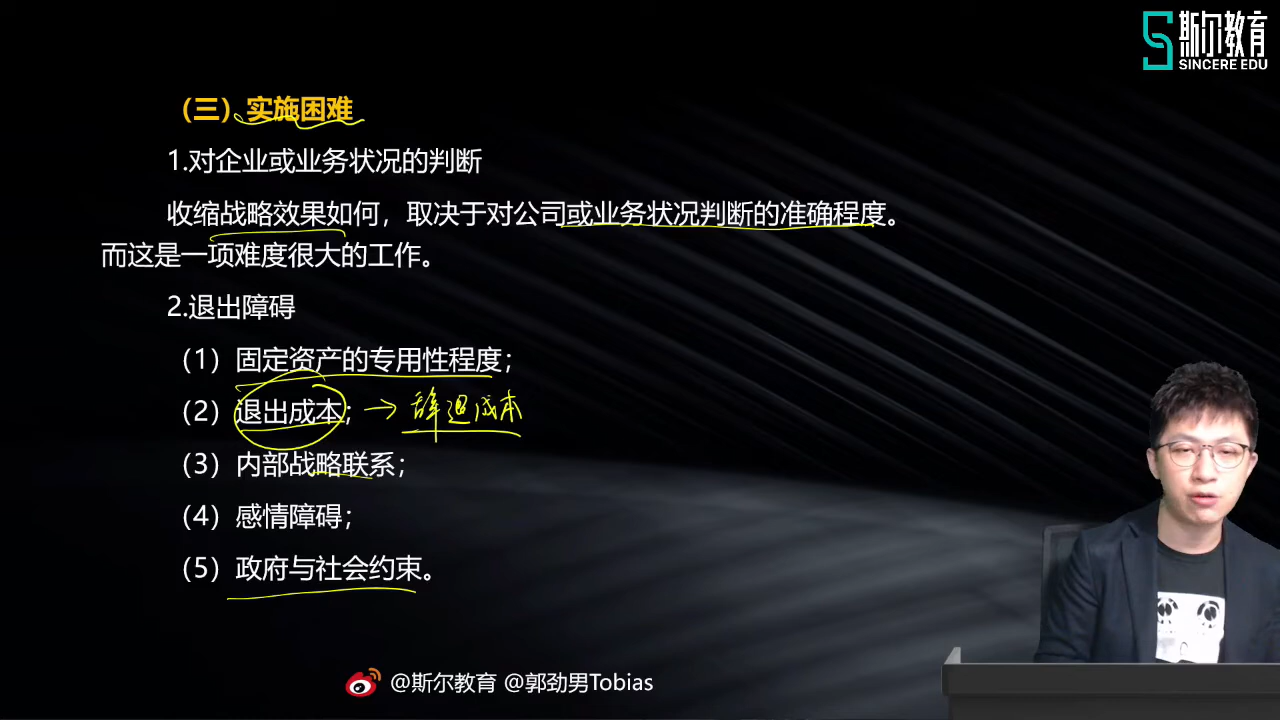 斯尔教育
SINCERE EDU
（三）实施困难
1.对企业或业务状况的判断
收缩战略效果如何，取决于对公司或业务状况判断的准确程度。
而这是一项难度很大的工作。
2.退出障碍
（1）固定资产的专用性程度；
（2）退出成本；→辞退成本
（3）内部战略联系；
（4）感情障碍；
（5）政府与社会约束。
@斯尔教育 @郭劲男Tobias